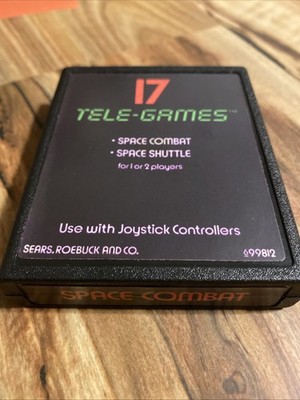 17
TELE-GAMES™
• SPACE COMBAT
• SPACE SHUTTLE
for 1 or 2 players
Use with Joystick Controllers
SEARS, ROEBUCK AND CO.
699812
SPACE COMBAT